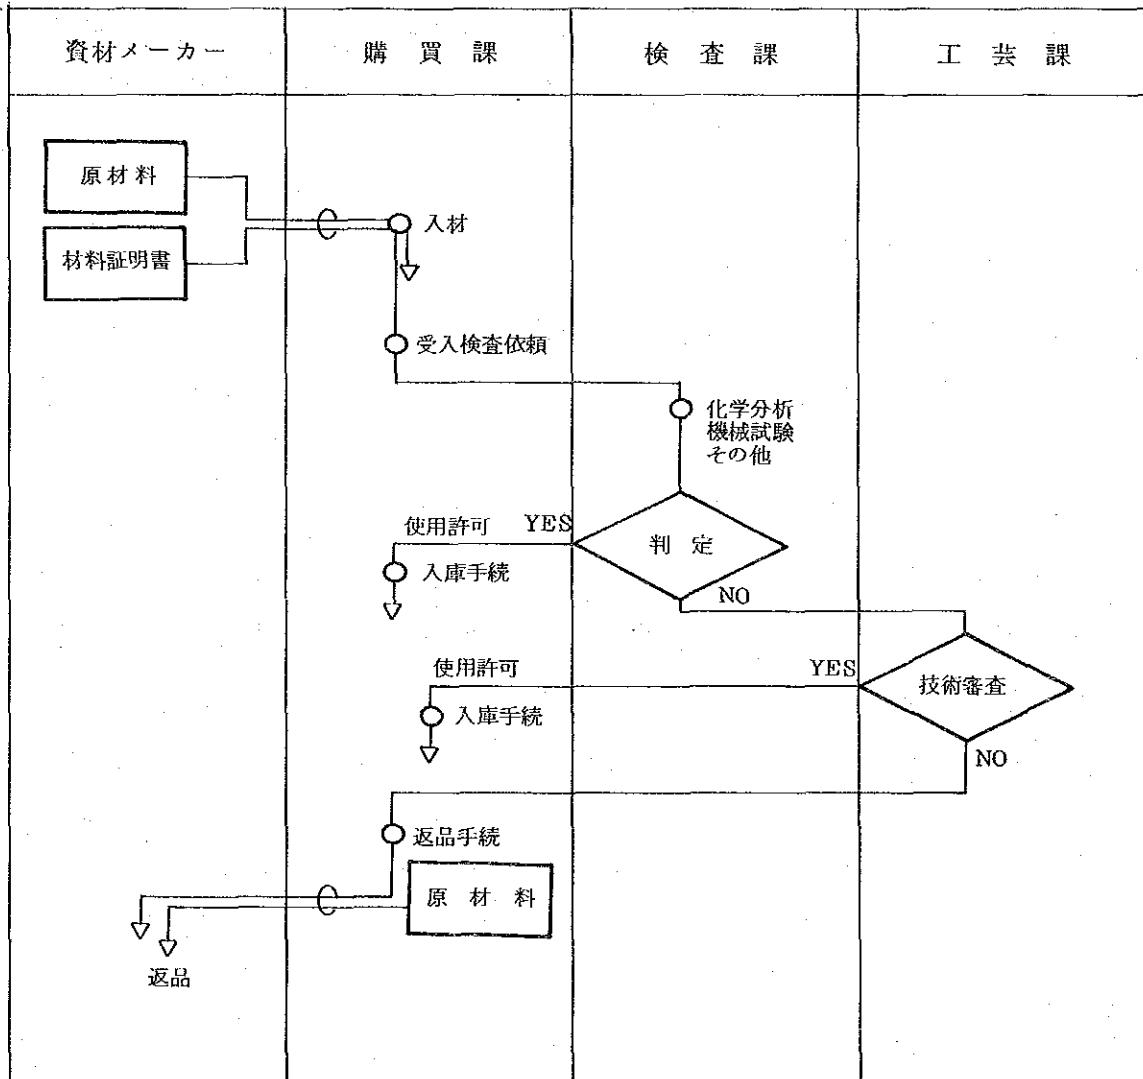 資材メーカー
購買課
検査課
工芸課
原材料
材料証明書
入材
受入検査依頼
化学分析
機械試験
その他
使用許可
YES
判定
入庫手続
NO
使用許可
YES
技術審査
入庫手続
NO
返品手続
原材料
返品